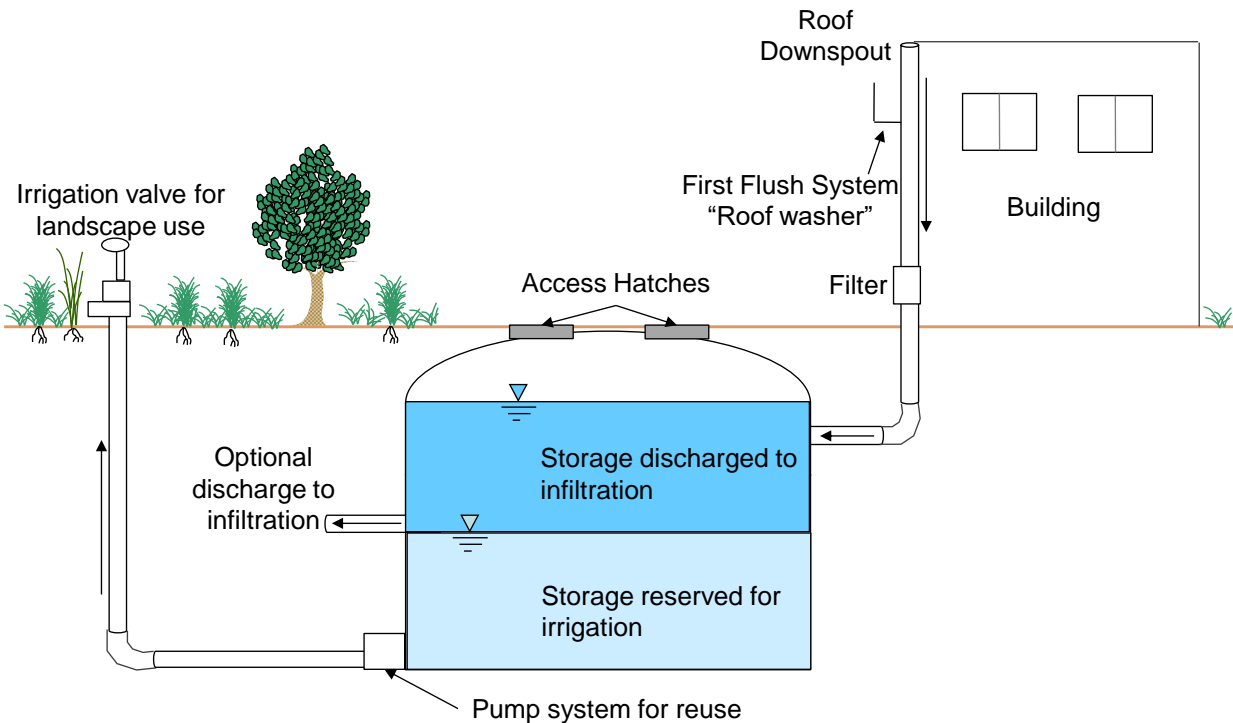 Roof
Downspout
First Flush System
“Roof washer”
Building
Irrigation valve for
landscape use
Access Hatches
Filter
Optional
discharge to
infiltration
Storage discharged to
infiltration
Storage reserved for
irrigation
Pump system for reuse